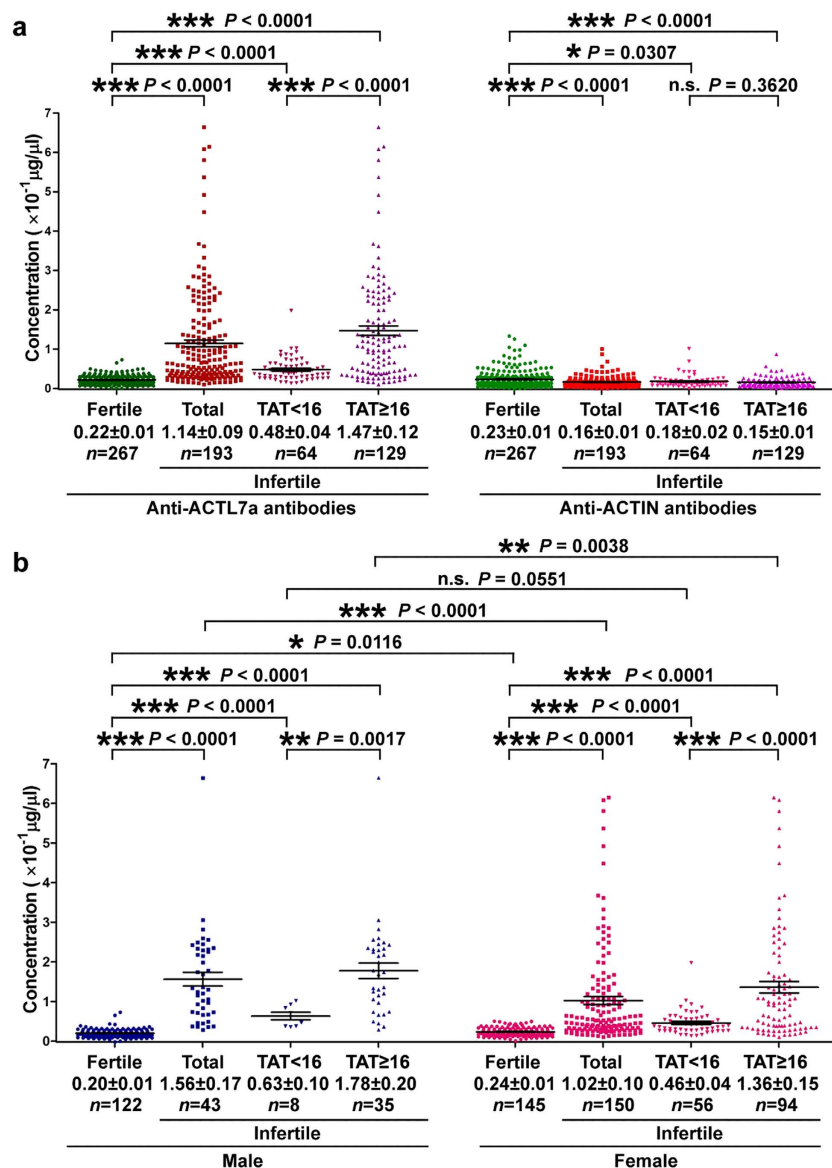 a
*** P < 0.0001
*** P < 0.0001
*** P < 0.0001
*** P < 0.0001
*** P < 0.0001
* P = 0.0307
*** P < 0.0001
n.s. P = 0.3620
Concentration ( ×10⁻¹μg/μl)
7
6
5
4
3
2
1
0
Fertile Total TAT<16 TAT≥16
0.22±0.01 1.14±0.09 0.48±0.04 1.47±0.12
n=267 n=193 n=64 n=129
Infertile
Anti-ACTL7a antibodies
Fertile Total TAT<16 TAT≥16
0.23±0.01 0.16±0.01 0.18±0.02 0.15±0.01
n=267 n=193 n=64 n=129
Infertile
Anti-ACTIN antibodies
b
** P = 0.0038
n.s. P = 0.0551
*** P < 0.0001
* P = 0.0116
*** P < 0.0001
*** P < 0.0001
*** P < 0.0001
** P = 0.0017
*** P < 0.0001
*** P < 0.0001
*** P < 0.0001
*** P < 0.0001
Concentration ( ×10⁻¹μg/μl)
7
6
5
4
3
2
1
0
Fertile Total TAT<16 TAT≥16
0.20±0.01 1.56±0.17 0.63±0.10 1.78±0.20
n=122 n=43 n=8 n=35
Infertile
Male
Fertile Total TAT<16 TAT≥16
0.24±0.01 1.02±0.10 0.46±0.04 1.36±0.15
n=145 n=150 n=56 n=94
Infertile
Female